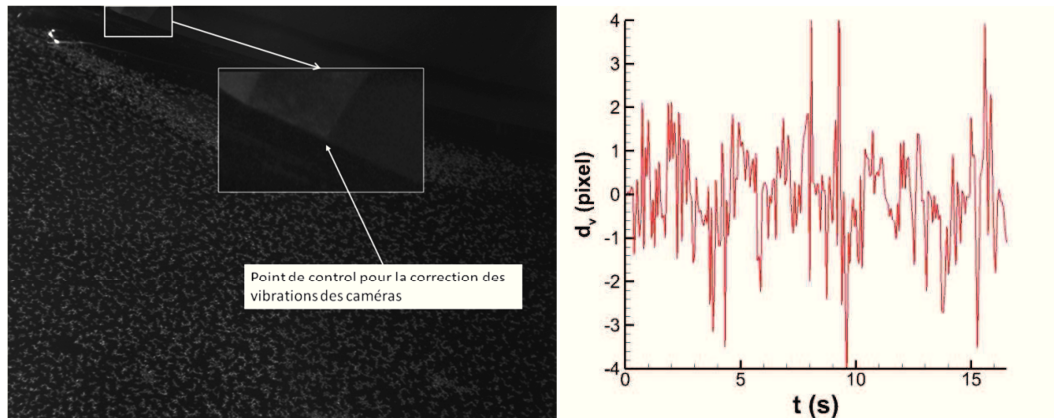 Point de control pour la correction des
vibrations des caméras
4
3
2
1
0
-1
-2
-3
-4
d_v (pixel)
0 5 10 15
t (s)